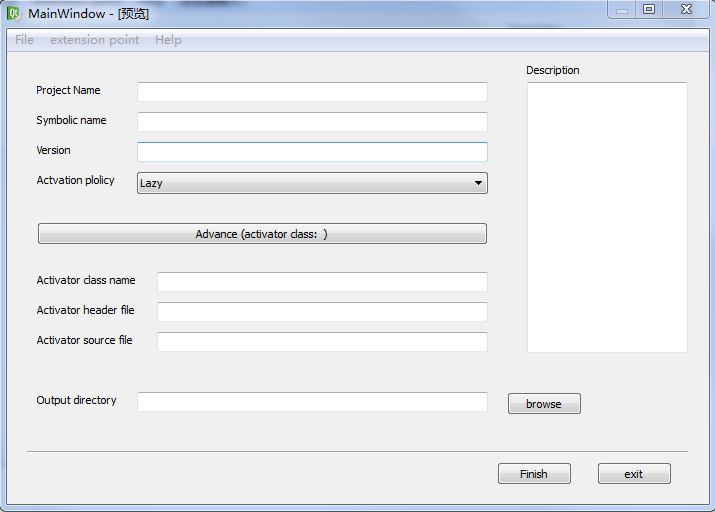 MainWindow - [预览]
File extension point Help
Description
Project Name
Symbolic name
Version
Actvation plolicy
Lazy
Advance (activator class:  )
Activator class name
Activator header file
Activator source file
Output directory
browse
Finish
exit